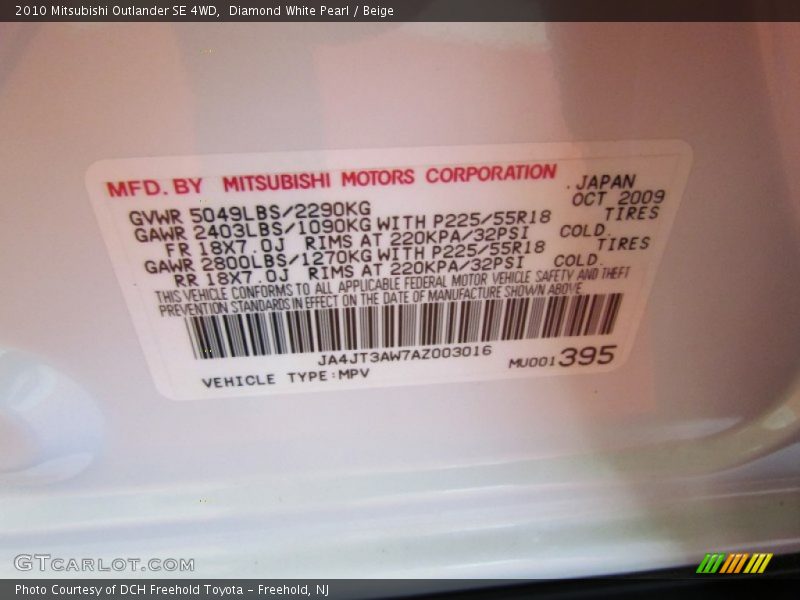 2010 Mitsubishi Outlander SE 4WD,  Diamond White Pearl / Beige
MFD. BY MITSUBISHI MOTORS CORPORATION .JAPAN
OCT 2009
GVWR 5049LBS/2290KG
GAWR 2403LBS/1090KG WITH P225/55R18 TIRES
FR 18X7.0J RIMS AT 220KPA/32PSI COLD.
GAWR 2800LBS/1270KG WITH P225/55R18 TIRES
RR 18X7.0J RIMS AT 220KPA/32PSI COLD.
THIS VEHICLE CONFORMS TO ALL APPLICABLE FEDERAL MOTOR VEHICLE SAFETY AND THEFT
PREVENTION STANDARDS IN EFFECT ON THE DATE OF MANUFACTURE SHOWN ABOVE.
JA4JT3AW7AZ003016
VEHICLE TYPE:MPV MU001395
GTCARLOT.COM
Photo Courtesy of DCH Freehold Toyota – Freehold, NJ